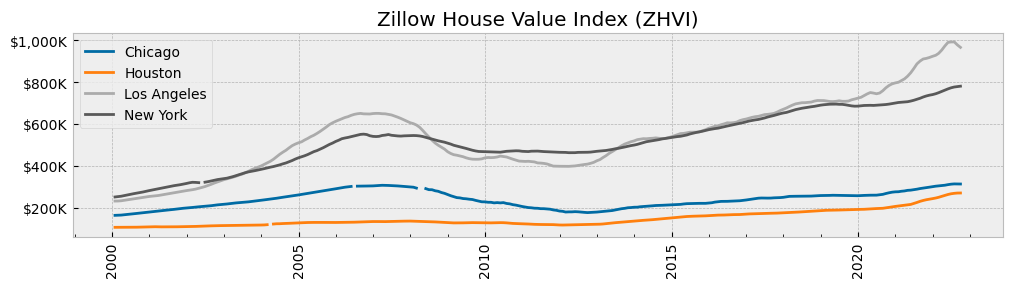 Zillow House Value Index (ZHVI)
$1,000K
$800K
$600K
$400K
$200K
Chicago
Houston
Los Angeles
New York
2000
2005
2010
2015
2020